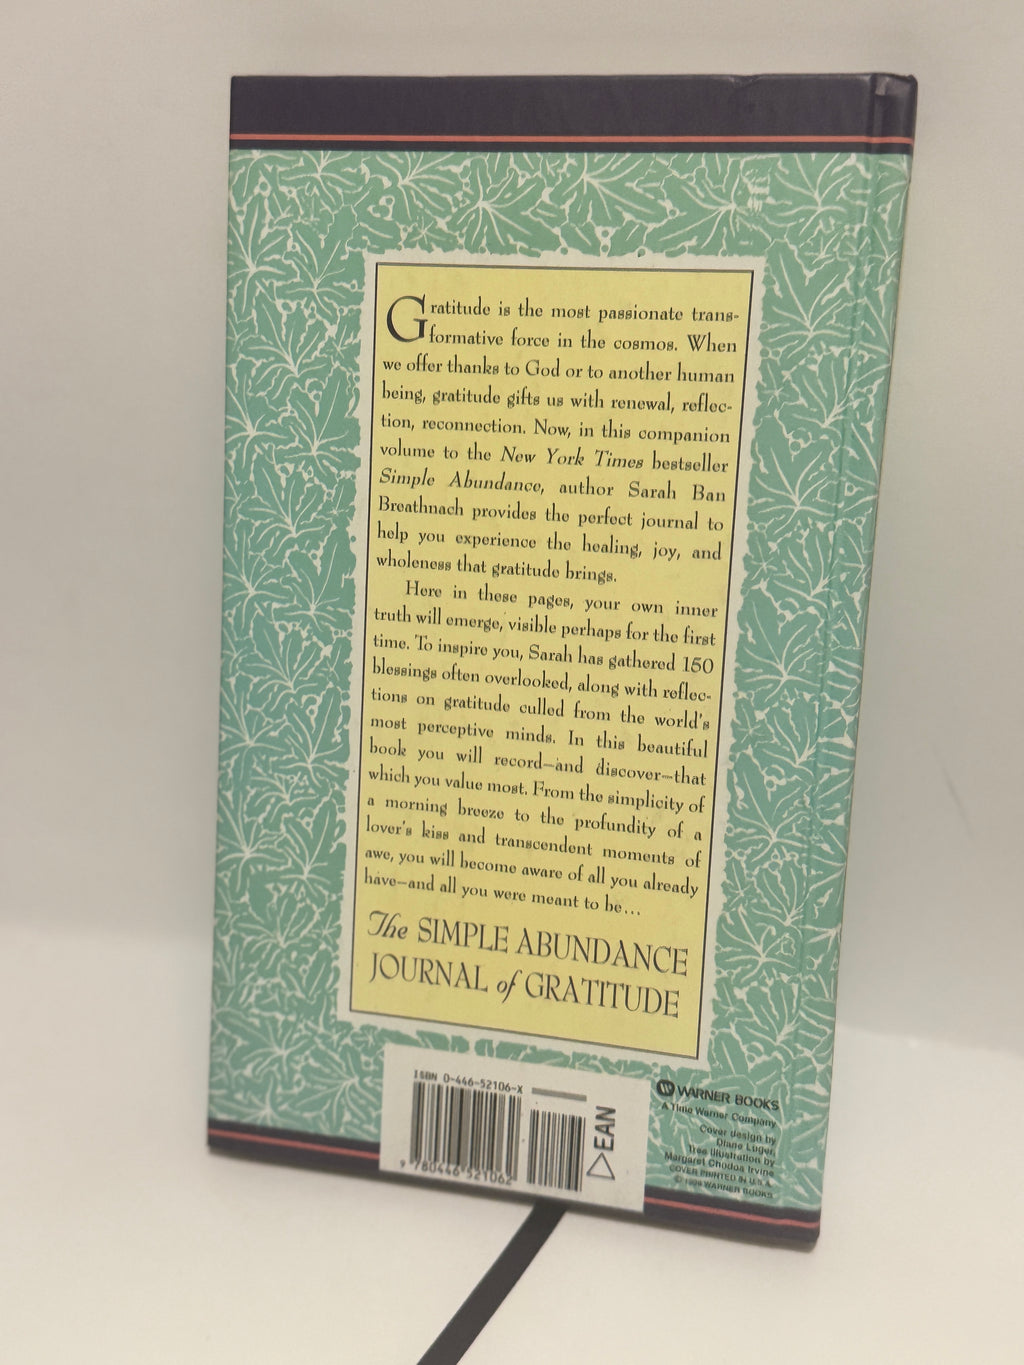 Gratitude is the most passionate trans-
formative force in the cosmos. When
we offer thanks to God or to another human
being, gratitude gifts us with renewal, reflec-
tion, reconnection. Now, in this companion
volume to the New York Times bestseller
Simple Abundance, author Sarah Ban
Breathnach provides the perfect journal to
help you experience the healing, joy, and
wholeness that gratitude brings.
Here in these pages, your own inner
truth will emerge, visible perhaps for the first
time. To inspire you, Sarah has gathered 150
blessings often overlooked, along with reflec-
tions on gratitude culled from the world's
most perceptive minds. In this beautiful
book you will record—and discover—that
which you value most. From the simplicity of
a morning breeze to the profundity of a
lover's kiss and transcendent moments of
awe, you will become aware of all you already
have—and all you were meant to be...
The SIMPLE ABUNDANCE
JOURNAL of GRATITUDE
ISBN 0-446-52106-X
EAN
9 780446 521062
W WARNER BOOKS
A Time Warner Company
Cover design by
Diane Luger,
Tree illustration by
Margaret Chodos Irvine
COVER PRINTED IN U.S.A.
© 1996 WARNER BOOKS